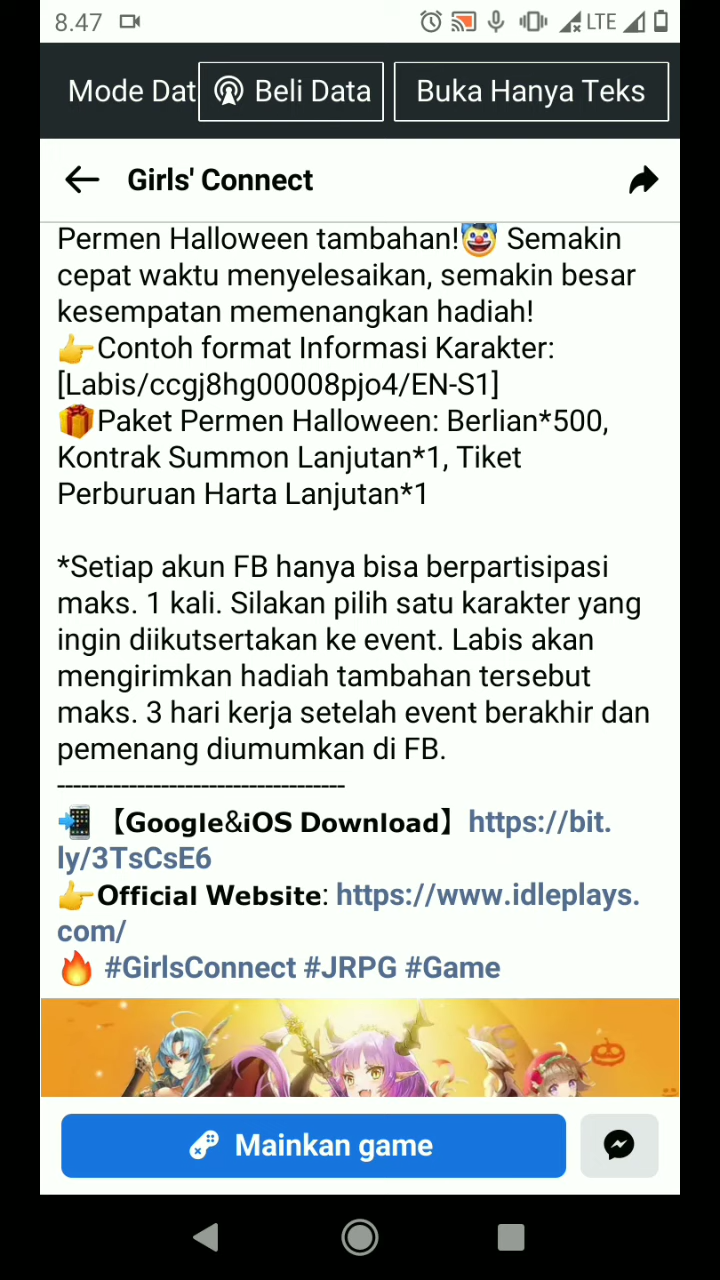 8.47
LTE
Mode Dat
Beli Data
Buka Hanya Teks
Girls' Connect
Permen Halloween tambahan!🤡 Semakin
cepat waktu menyelesaikan, semakin besar
kesempatan memenangkan hadiah!
👉Contoh format Informasi Karakter:
[Labis/ccgj8hg00008pjo4/EN-S1]
🎁Paket Permen Halloween: Berlian*500,
Kontrak Summon Lanjutan*1, Tiket
Perburuan Harta Lanjutan*1
*Setiap akun FB hanya bisa berpartisipasi
maks. 1 kali. Silakan pilih satu karakter yang
ingin diikutsertakan ke event. Labis akan
mengirimkan hadiah tambahan tersebut
maks. 3 hari kerja setelah event berakhir dan
pemenang diumumkan di FB.
------------------------------------
📲 【Google&iOS Download】https://bit.
ly/3TsCsE6
👉Official Website: https://www.idleplays.
com/
🔥 #GirlsConnect #JRPG #Game
Mainkan game